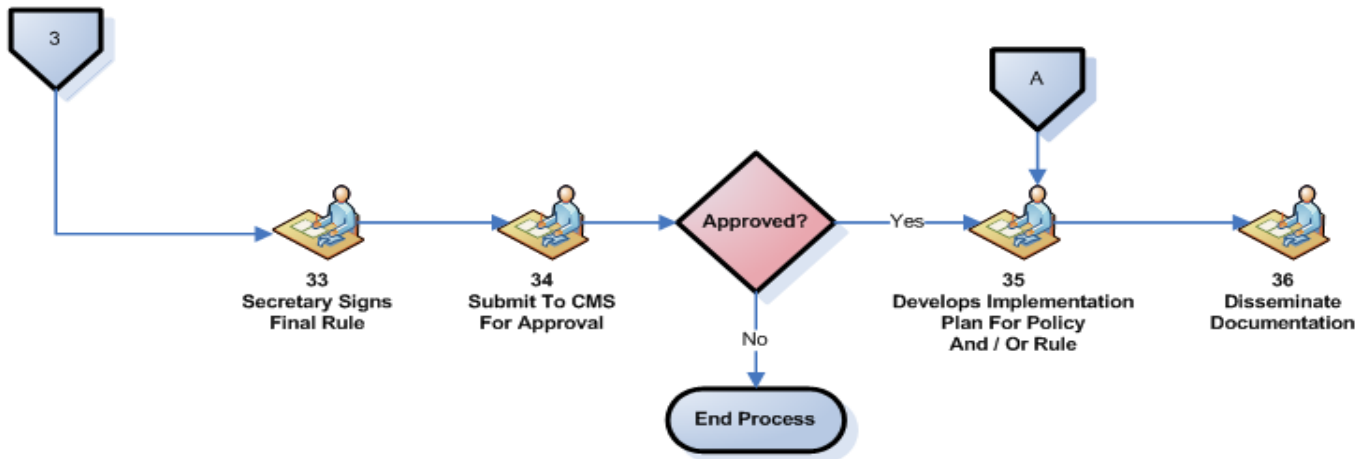 3
A
Approved?
Yes
No
33
Secretary Signs
Final Rule
34
Submit To CMS
For Approval
35
Develops Implementation
Plan For Policy
And / Or Rule
36
Disseminate
Documentation
End Process